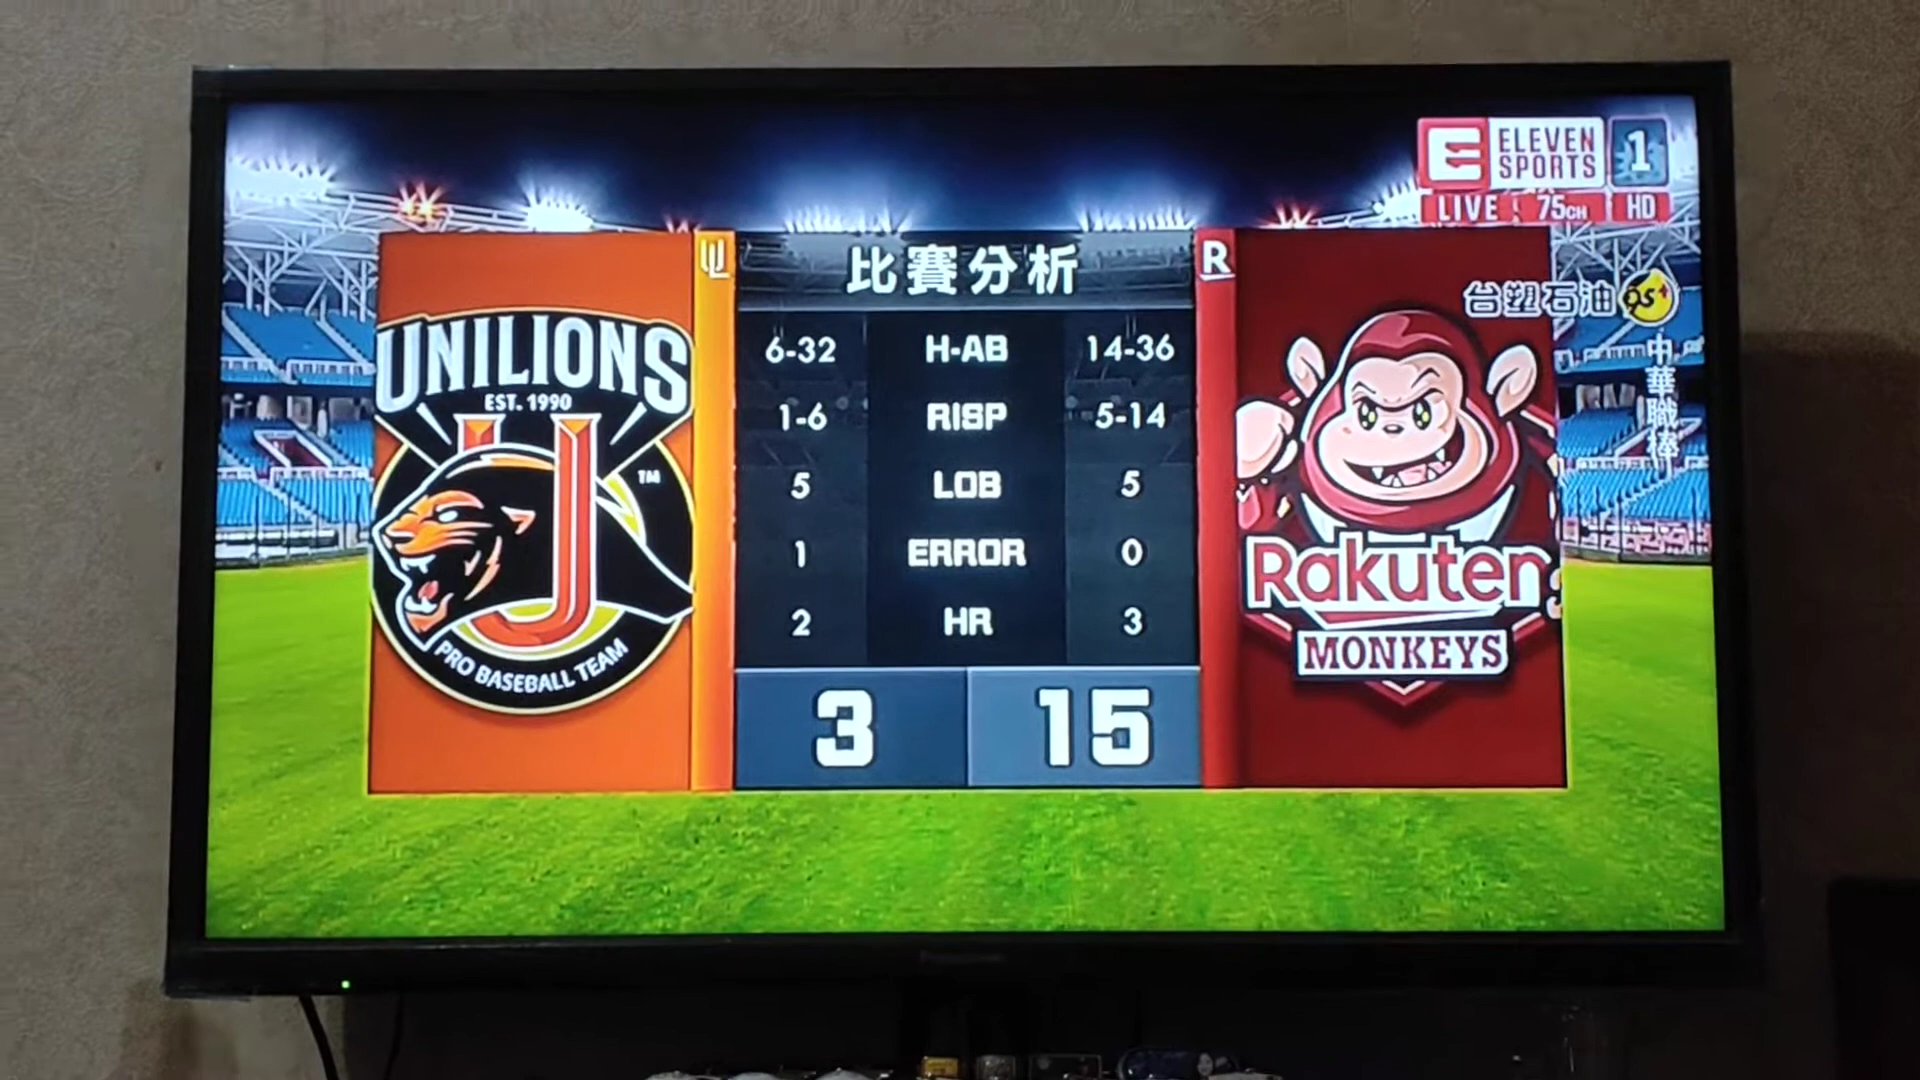 ELEVEN
SPORTS
1
LIVE 75CH HD
台塑石油 95+
中華職棒
UL
比賽分析
R
UNILIONS
EST. 1990
U
TM
PRO BASEBALL TEAM
6-32 H-AB 14-36
1-6 RISP 5-14
5 LOB 5
1 ERROR 0
2 HR 3
3 15
Rakuten
MONKEYS